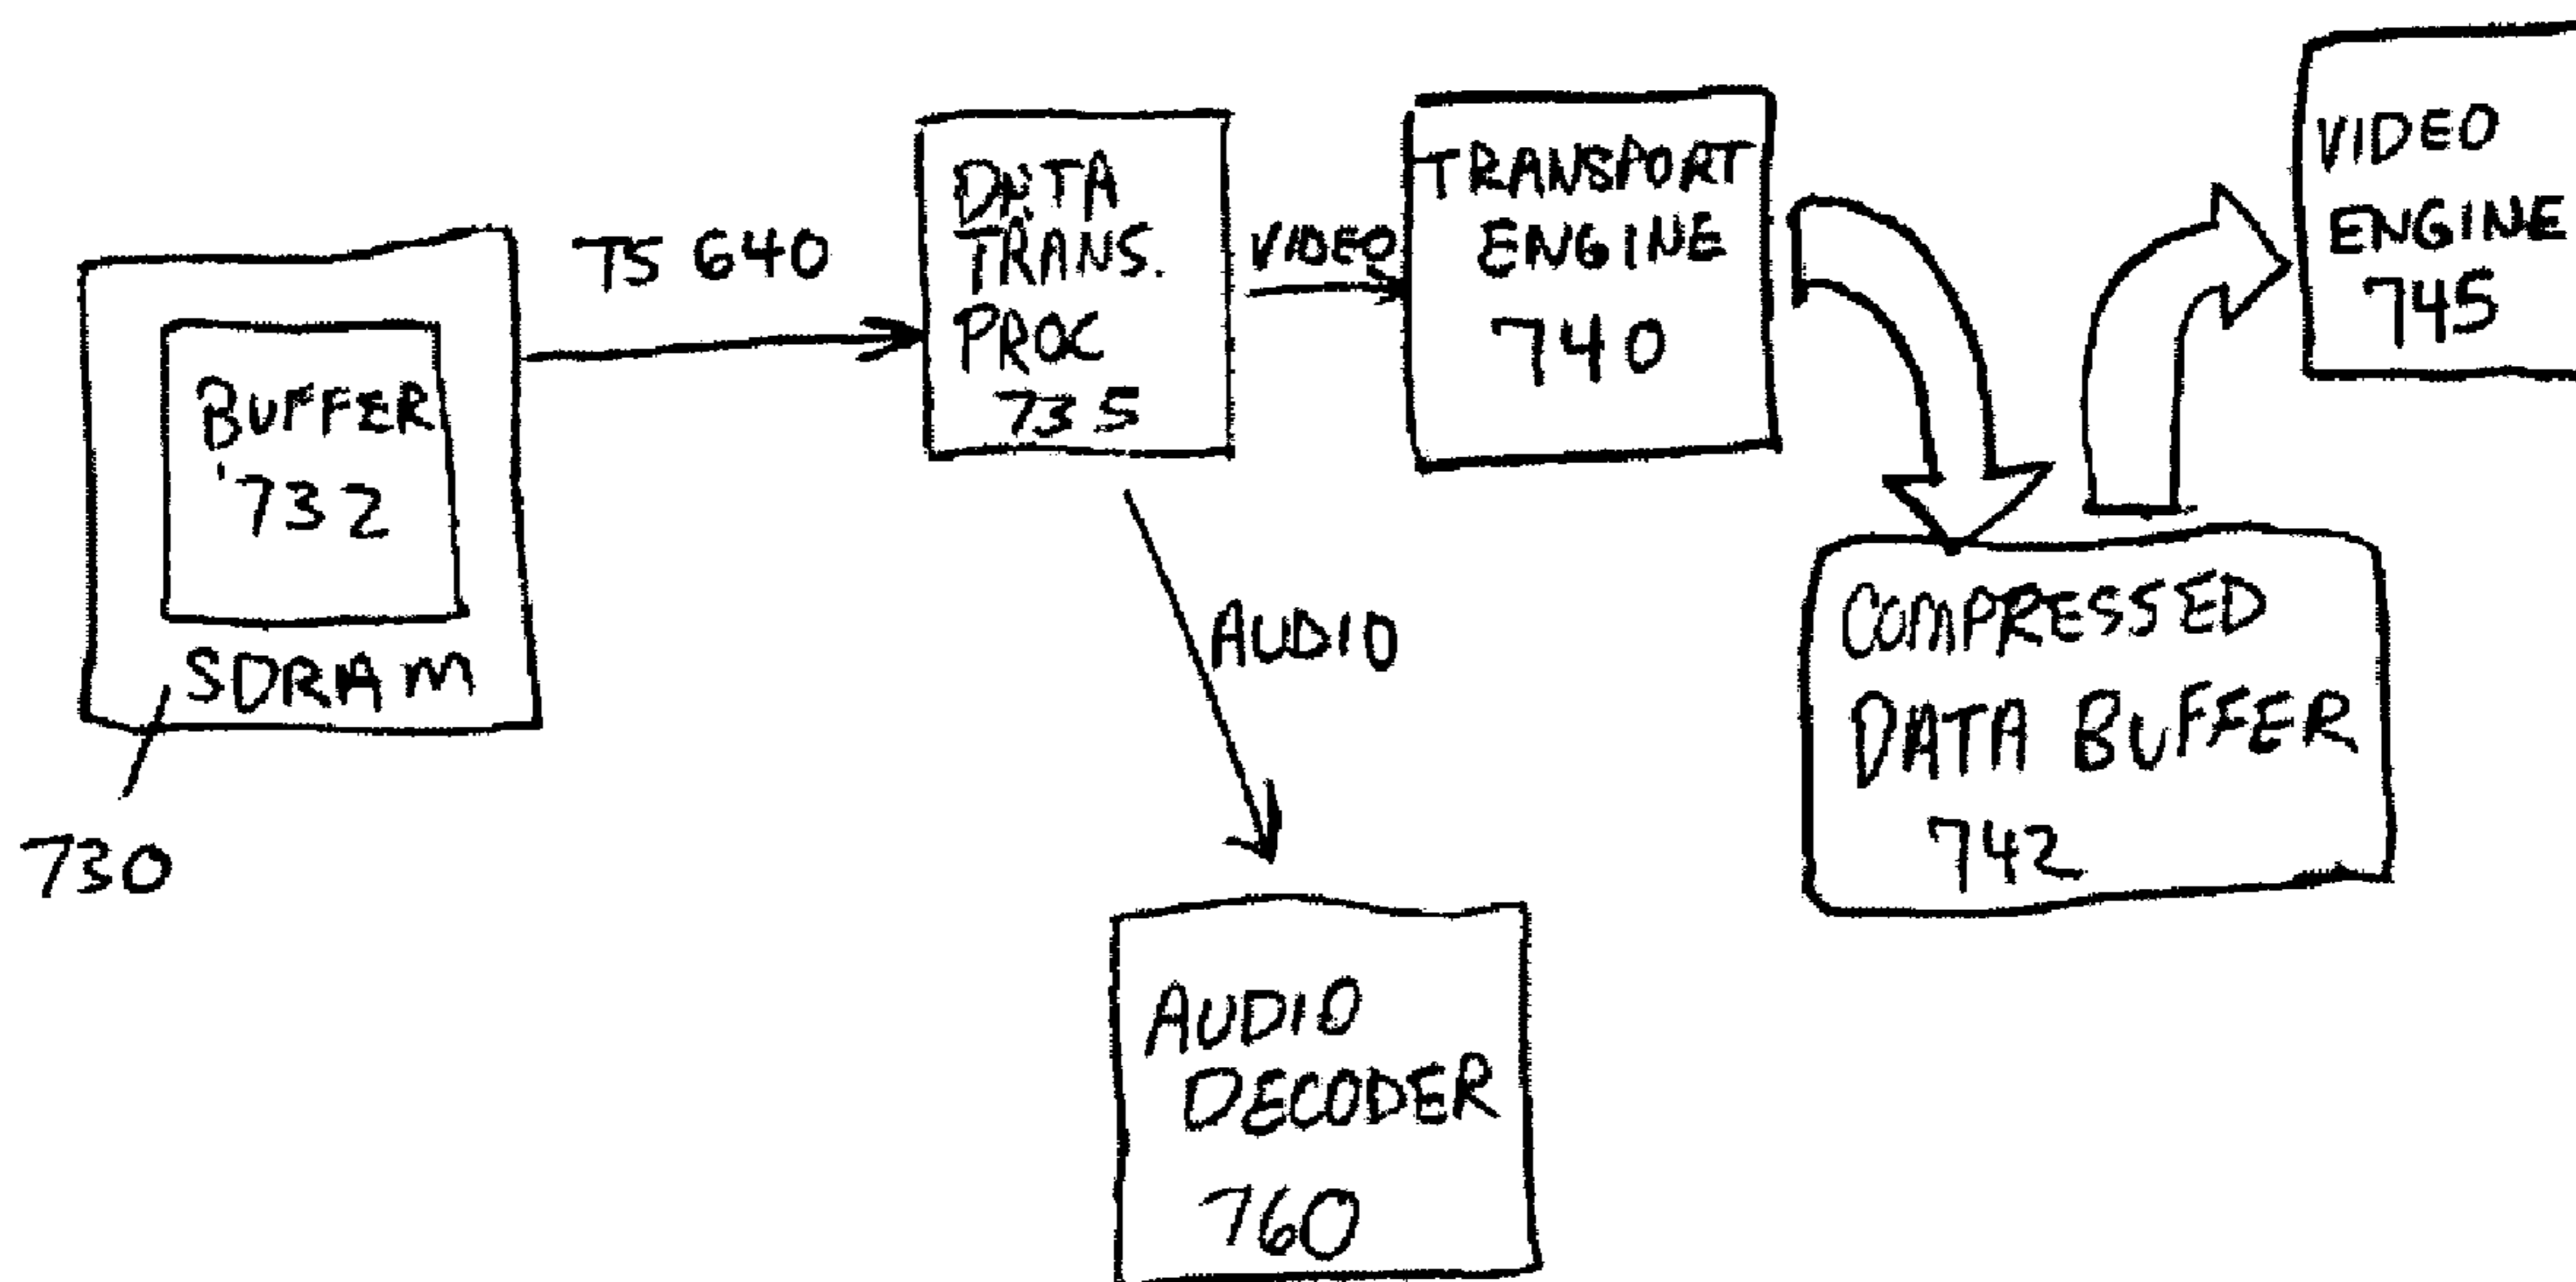 BUFFER
732
SDRAM
730
TS 640
DATA
TRANS.
PROC
735
VIDEO
TRANSPORT
ENGINE
740
VIDEO
ENGINE
745
COMPRESSED
DATA BUFFER
742
AUDIO
AUDIO
DECODER
760